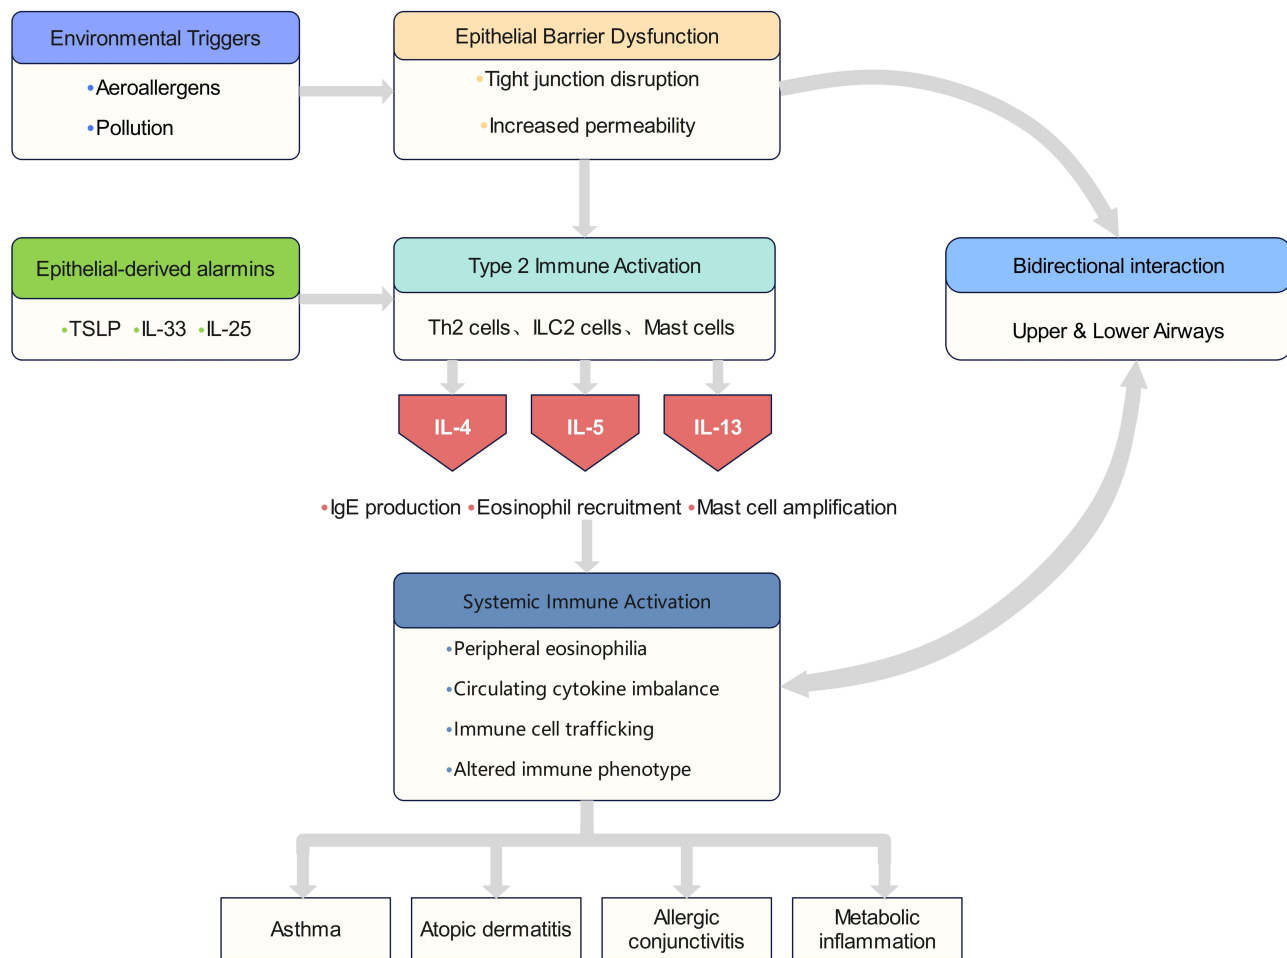 Environmental Triggers
•Aeroallergens
•Pollution
Epithelial Barrier Dysfunction
•Tight junction disruption
•Increased permeability
Epithelial-derived alarmins
•TSLP •IL-33 •IL-25
Type 2 Immune Activation
Th2 cells、ILC2 cells、Mast cells
Bidirectional interaction
Upper & Lower Airways
IL-4
IL-5
IL-13
•IgE production •Eosinophil recruitment •Mast cell amplification
Systemic Immune Activation
•Peripheral eosinophilia
•Circulating cytokine imbalance
•Immune cell trafficking
•Altered immune phenotype
Asthma
Atopic dermatitis
Allergic
conjunctivitis
Metabolic
inflammation